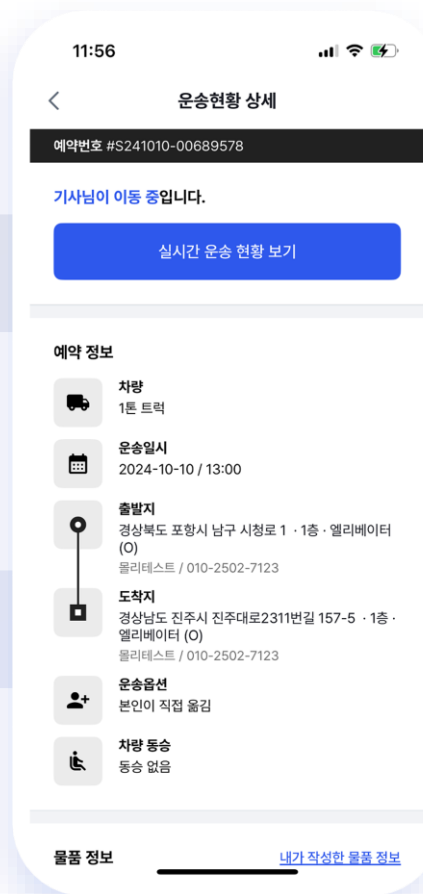 11:56
운송현황 상세
예약번호 #S241010-00689578
기사님이 이동 중입니다.
실시간 운송 현황 보기
예약 정보
차량
1톤 트럭
운송일시
2024-10-10 / 13:00
출발지
경상북도 포항시 남구 시청로 1 · 1층 · 엘리베이터
(O)
몰리테스트 / 010-2502-7123
도착지
경상남도 진주시 진주대로2311번길 157-5 · 1층 ·
엘리베이터 (O)
몰리테스트 / 010-2502-7123
운송옵션
본인이 직접 옮김
차량 동승
동승 없음
물품 정보
내가 작성한 물품 정보